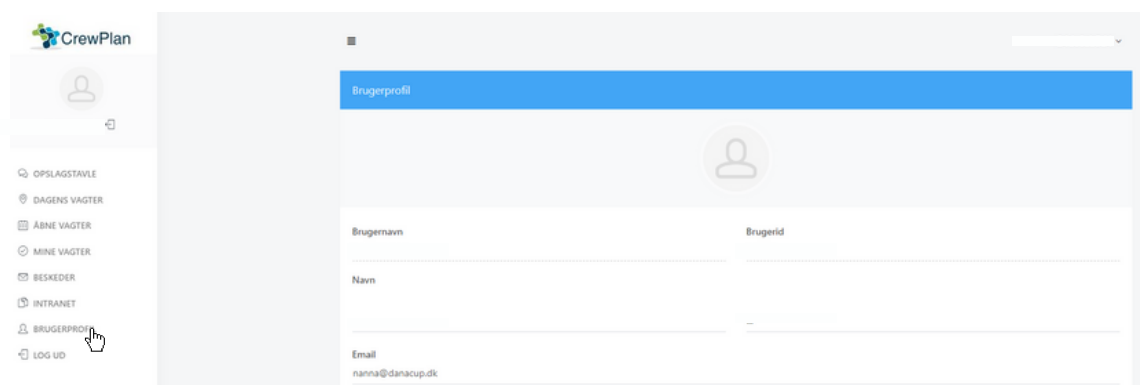 CrewPlan
OPSLAGSTAVLE
DAGENS VAGTER
ÅBNE VAGTER
MINE VAGTER
BESKEDER
INTRANET
BRUGERPROFIL
LOG UD
Brugerprofil
Brugernavn
Brugerid
Navn
Email
nanna@danacup.dk